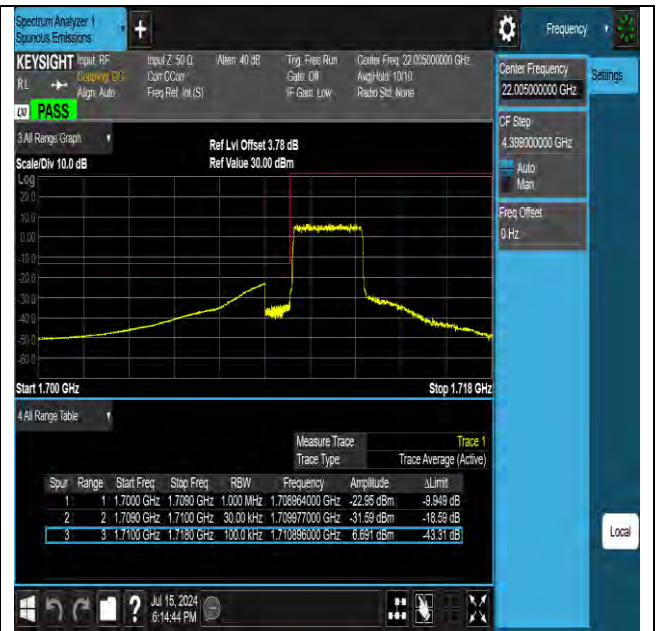 Spectrum Analyzer 1
Spurious Emissions
+
Frequency
KEYSIGHT
Input: RF
Coupling: DC
Align: Auto
Input Z: 50 Ω
Corr CCorr
Freq Ref: Int (S)
Atten: 40 dB
Trig: Free Run
Gate: Off
IF Gain: Low
Center Freq: 22.005000000 GHz
Avg|Hold: 10/10
Radio Std: None
RL
LXI
PASS
Center Frequency
22.005000000 GHz
Settings
CF Step
4.399000000 GHz
Auto
Man
Freq Offset
0 Hz
3 All Range Graph
Ref Lvl Offset 3.78 dB
Scale/Div 10.0 dB
Ref Value 30.00 dBm
Log
20.0
10.0
0.00
-10.0
-20.0
-30.0
-40.0
-50.0
-60.0
Start 1.700 GHz
Stop 1.718 GHz
4 All Range Table
Measure Trace Trace 1
Trace Type Trace Average (Active)
Spur Range Start Freq Stop Freq RBW Frequency Amplitude ΔLimit
1 1 1.7000 GHz 1.7090 GHz 1.000 MHz 1.708964000 GHz -22.95 dBm -9.949 dB
2 2 1.7090 GHz 1.7100 GHz 30.00 kHz 1.709977000 GHz -31.59 dBm -18.59 dB
3 3 1.7100 GHz 1.7180 GHz 100.0 kHz 1.710896000 GHz 6.691 dBm -43.31 dB
Local
?
Jul 15, 2024
6:14:44 PM